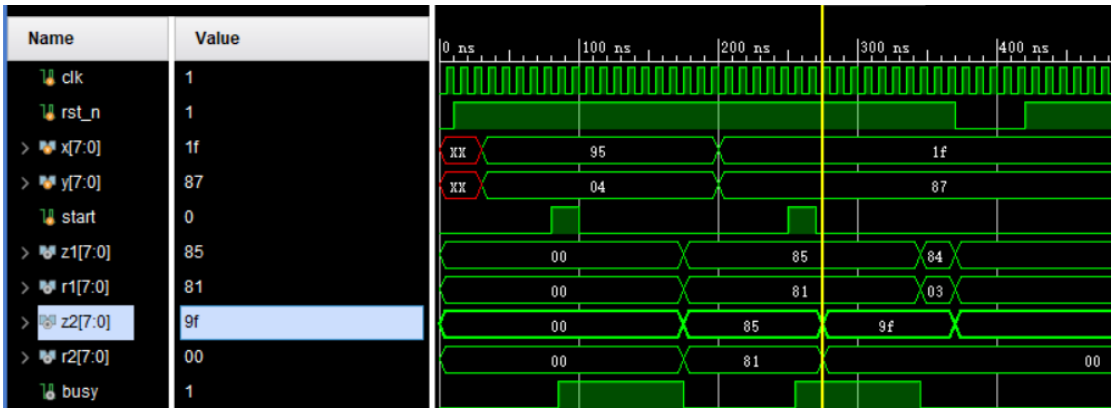 Name Value
0 ns 100 ns 200 ns 300 ns 400 ns
clk 1
rst_n 1
x[7:0] 1f XX 95 1f
y[7:0] 87 XX 04 87
start 0
z1[7:0] 85 00 85 84
r1[7:0] 81 00 81 03
z2[7:0] 9f 00 85 9f
r2[7:0] 00 00 81 00
busy 1